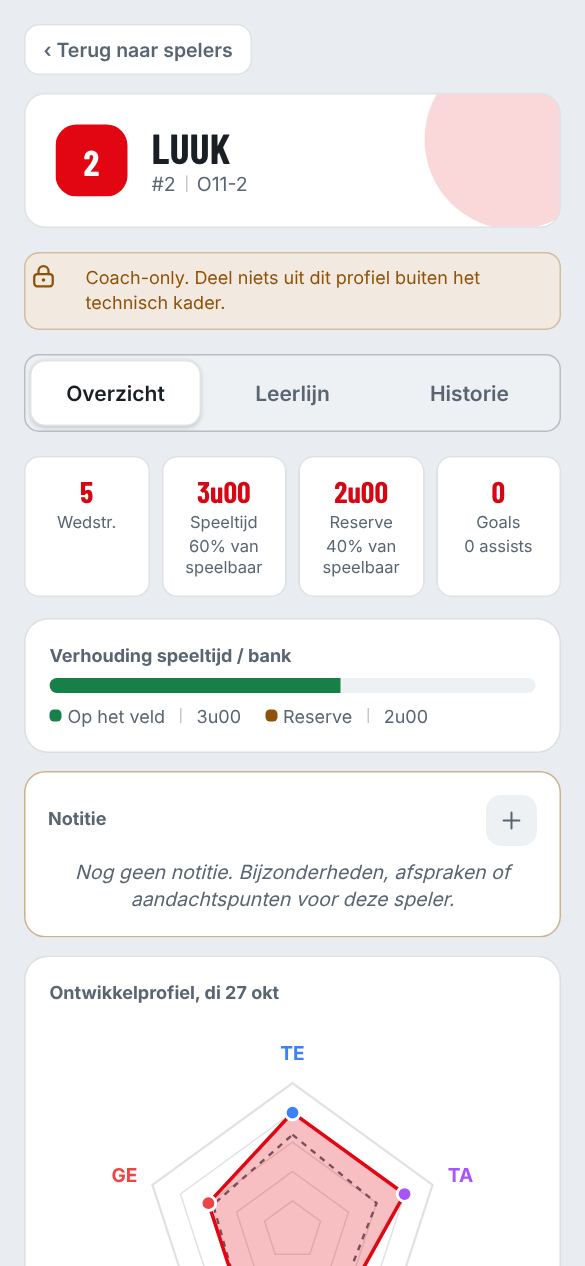 ‹ Terug naar spelers
2
LUUK
#2 | O11-2
Coach-only. Deel niets uit dit profiel buiten het
technisch kader.
Overzicht Leerlijn Historie
5
Wedstr.
3u00
Speeltijd
60% van
speelbaar
2u00
Reserve
40% van
speelbaar
0
Goals
0 assists
Verhouding speeltijd / bank
Op het veld | 3u00 Reserve | 2u00
Notitie
+
Nog geen notitie. Bijzonderheden, afspraken of
aandachtspunten voor deze speler.
Ontwikkelprofiel, di 27 okt
TE
GE TA